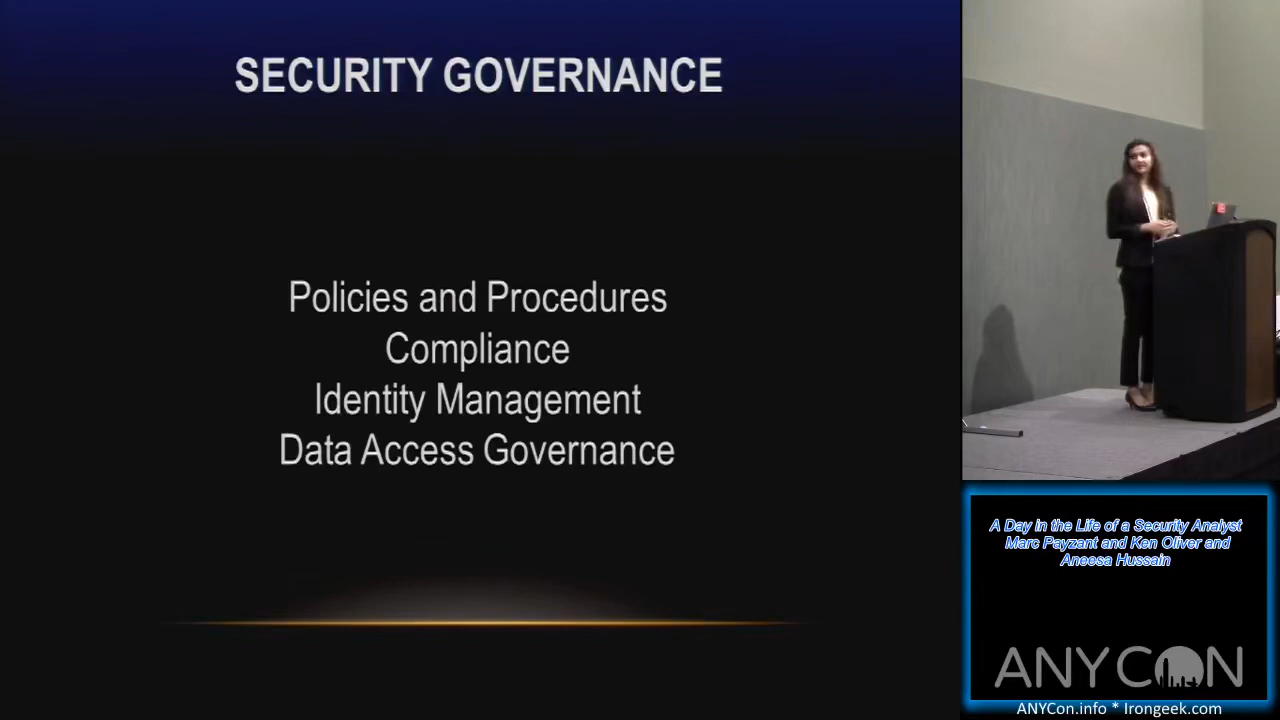 SECURITY GOVERNANCE
Policies and Procedures
Compliance
Identity Management
Data Access Governance
A Day in the Life of a Security Analyst
Marc Payzant and Ken Oliver and
Aneesa Hussain
ANYCON
ANYCon.info * Irongeek.com